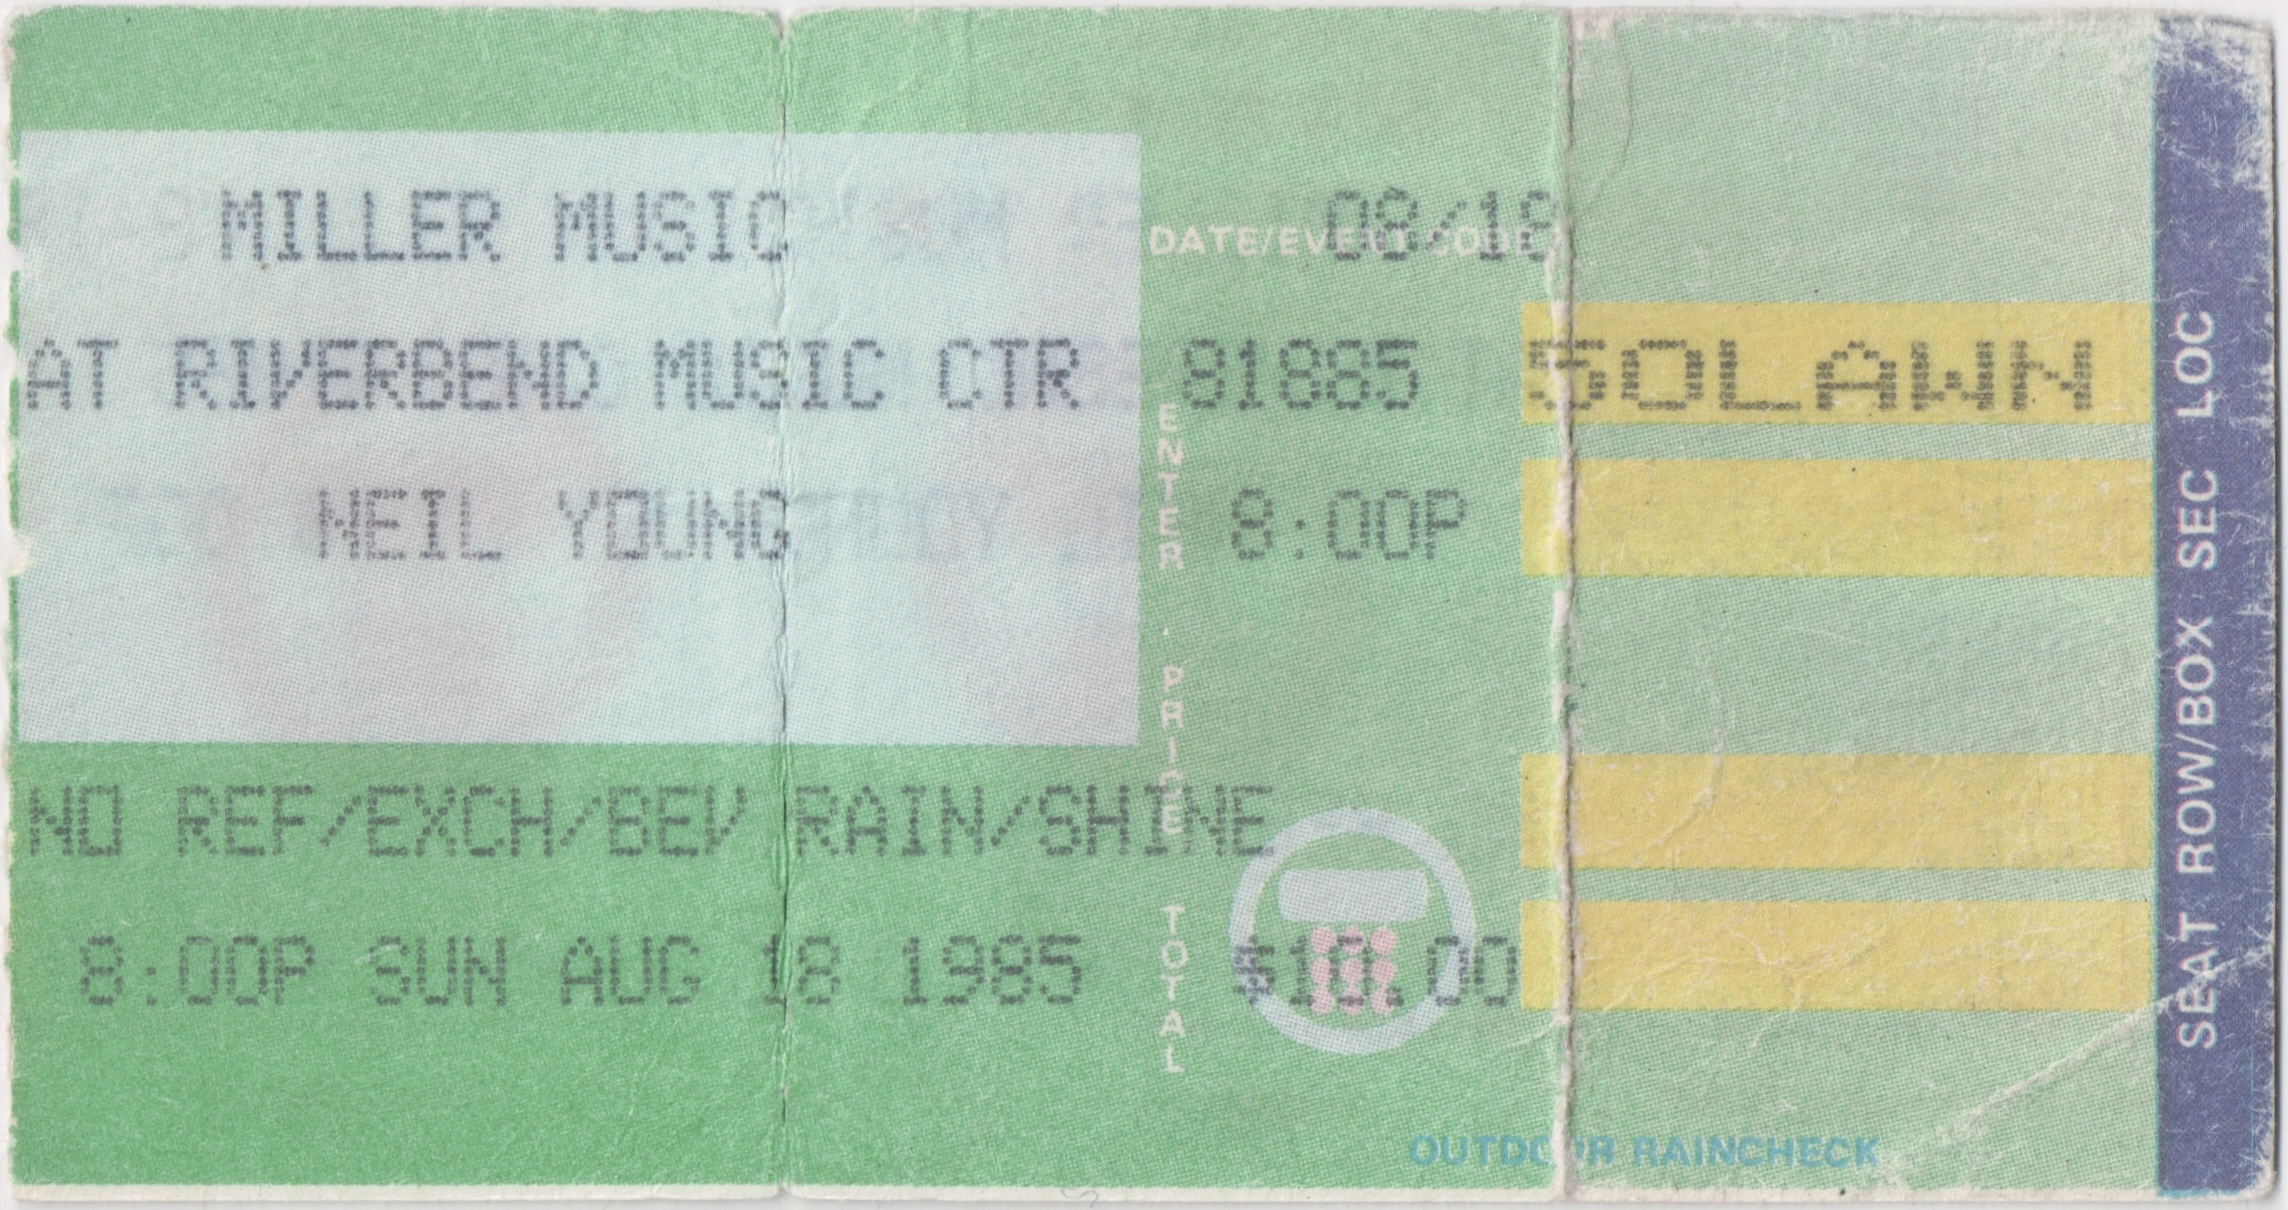 MILLER MUSIC
DATE/EVENT CODE
08/18
AT RIVERBEND MUSIC CTR
81885
SOLAWN
NEIL YOUNG
8:00P
ENTER . PRICE
NO REF/EXCH/BEV RAIN/SHINE
8:00P SUN AUG 18 1985
TOTAL
$10.00
OUTDOOR RAINCHECK
SEAT ROW/BOX SEC LOC